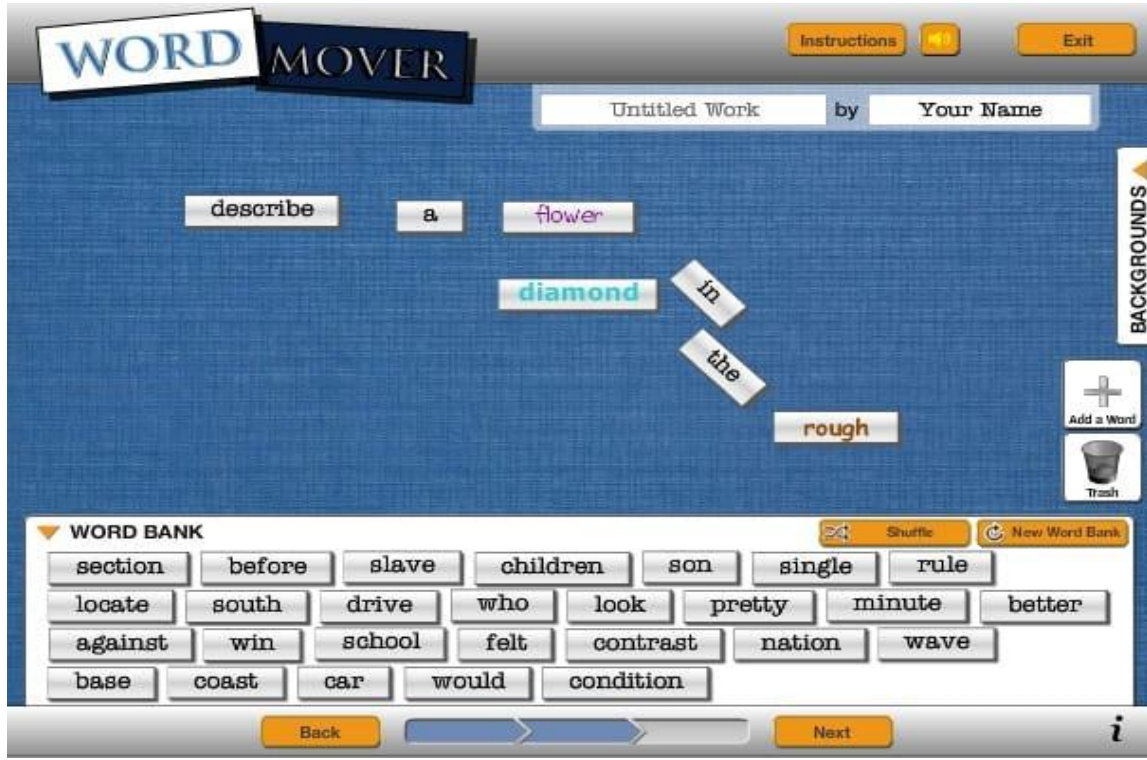 WORD MOVER
Instructions
Exit
Untitled Work by Your Name
BACKGROUNDS
describe a flower
diamond in
the
rough
Add a Word
Trash
WORD BANK
Shuffle
New Word Bank
section before slave children son single rule
locate south drive who look pretty minute better
against win school felt contrast nation wave
base coast car would condition
Back
Next
i